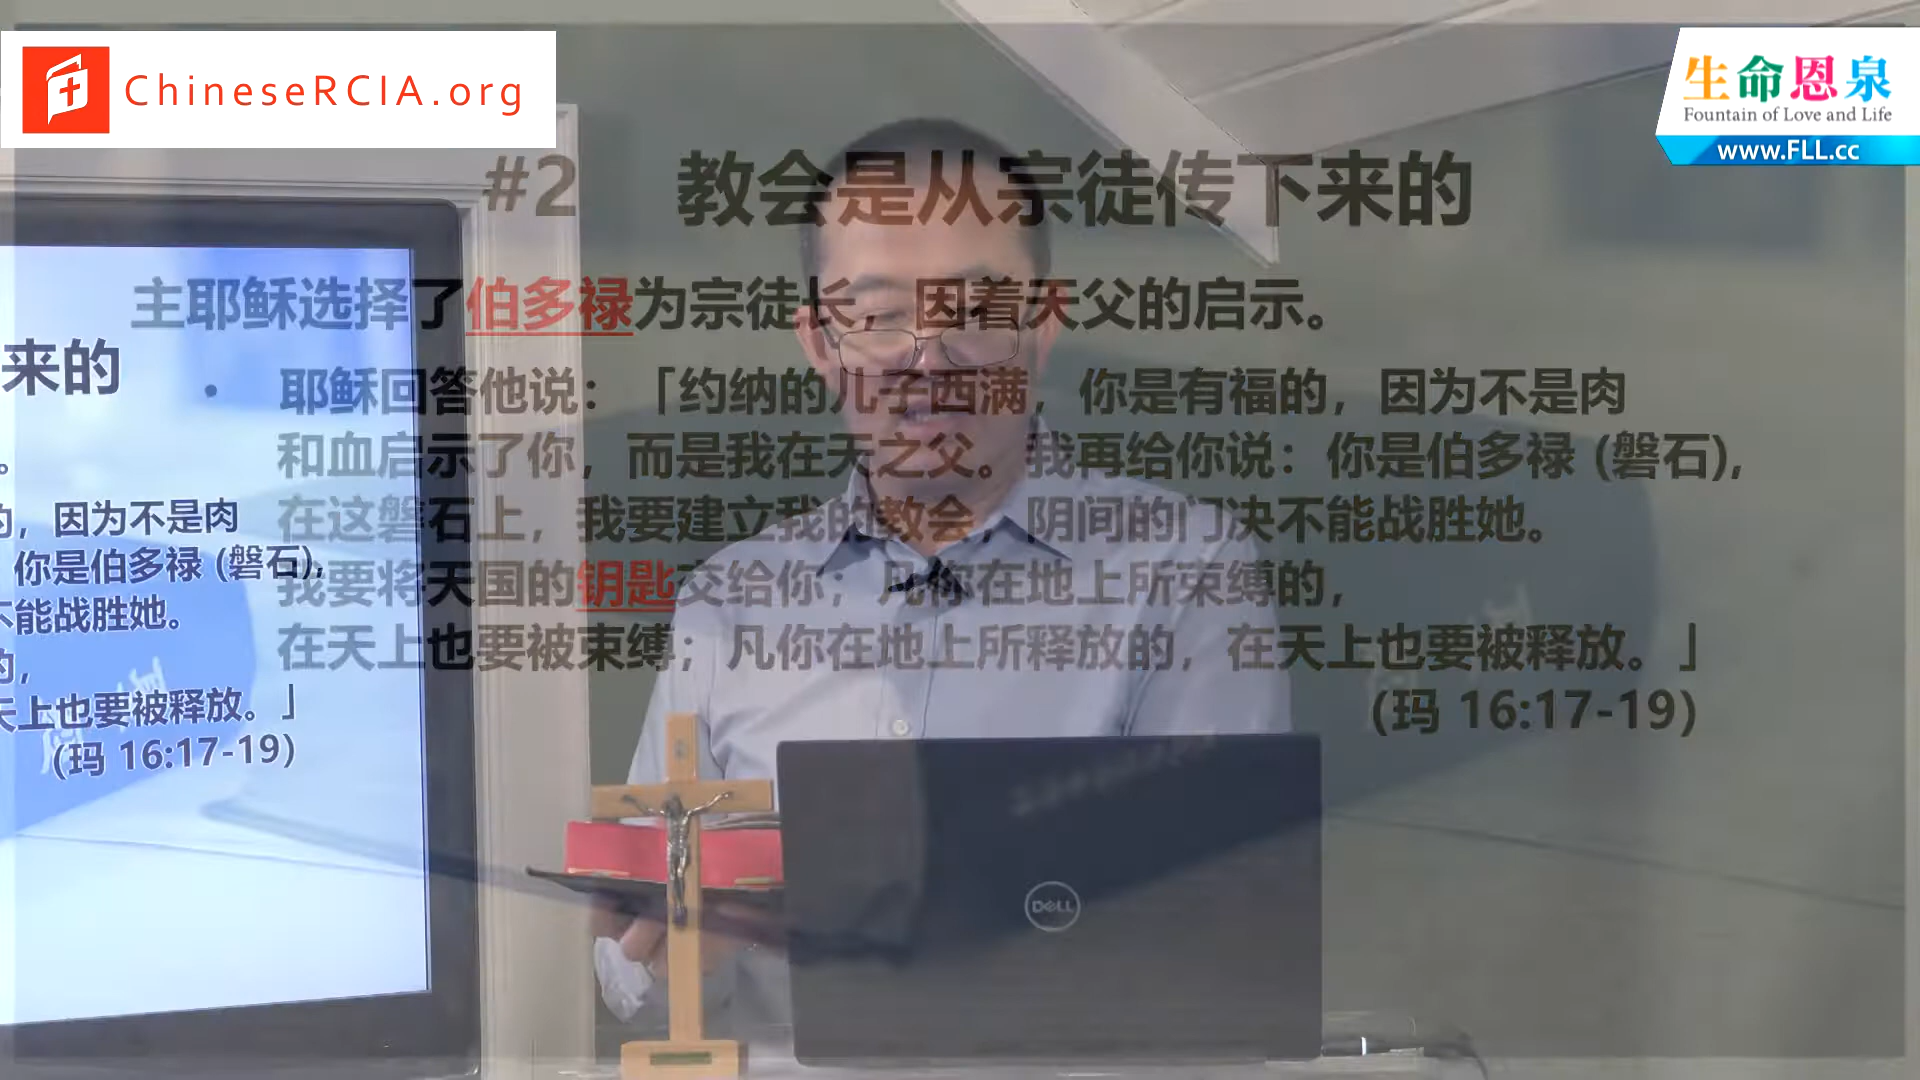 ChineseRCIA.org
生命恩泉
Fountain of Love and Life
www.FLL.cc
#2 教会是从宗徒传下来的
主耶稣选择了伯多禄为宗徒长，因着天父的启示。
• 耶稣回答他说：「约纳的儿子西满，你是有福的，因为不是肉
和血启示了你，而是我在天之父。我再给你说：你是伯多禄 (磐石)，
在这磐石上，我要建立我的教会，阴间的门决不能战胜她。
我要将天国的钥匙交给你；凡你在地上所束缚的，
在天上也要被束缚；凡你在地上所释放的，在天上也要被释放。」
(玛 16:17-19)
来的
。
的，因为不是肉
你是伯多禄 (磐石)，
不能战胜她。
的，
天上也要被释放。」
(玛 16:17-19)
DELL